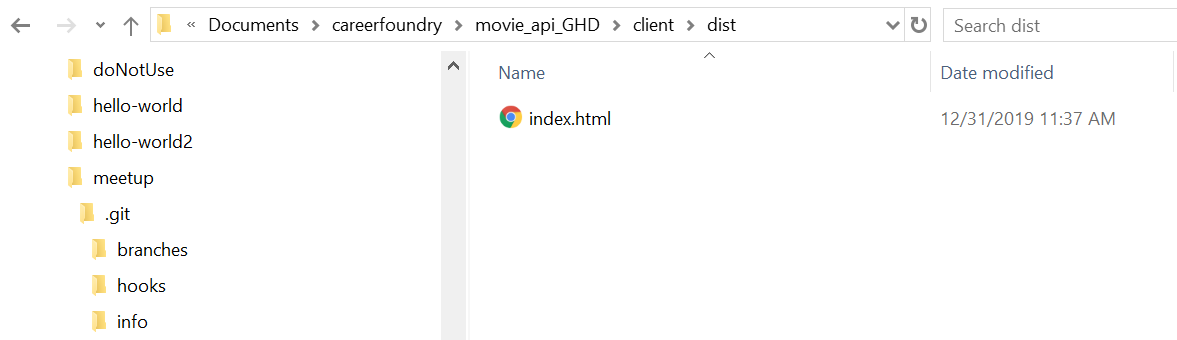 « Documents > careerfoundry > movie_api_GHD > client > dist
Search dist
doNotUse
hello-world
hello-world2
meetup
.git
branches
hooks
info
Name
Date modified
index.html
12/31/2019 11:37 AM